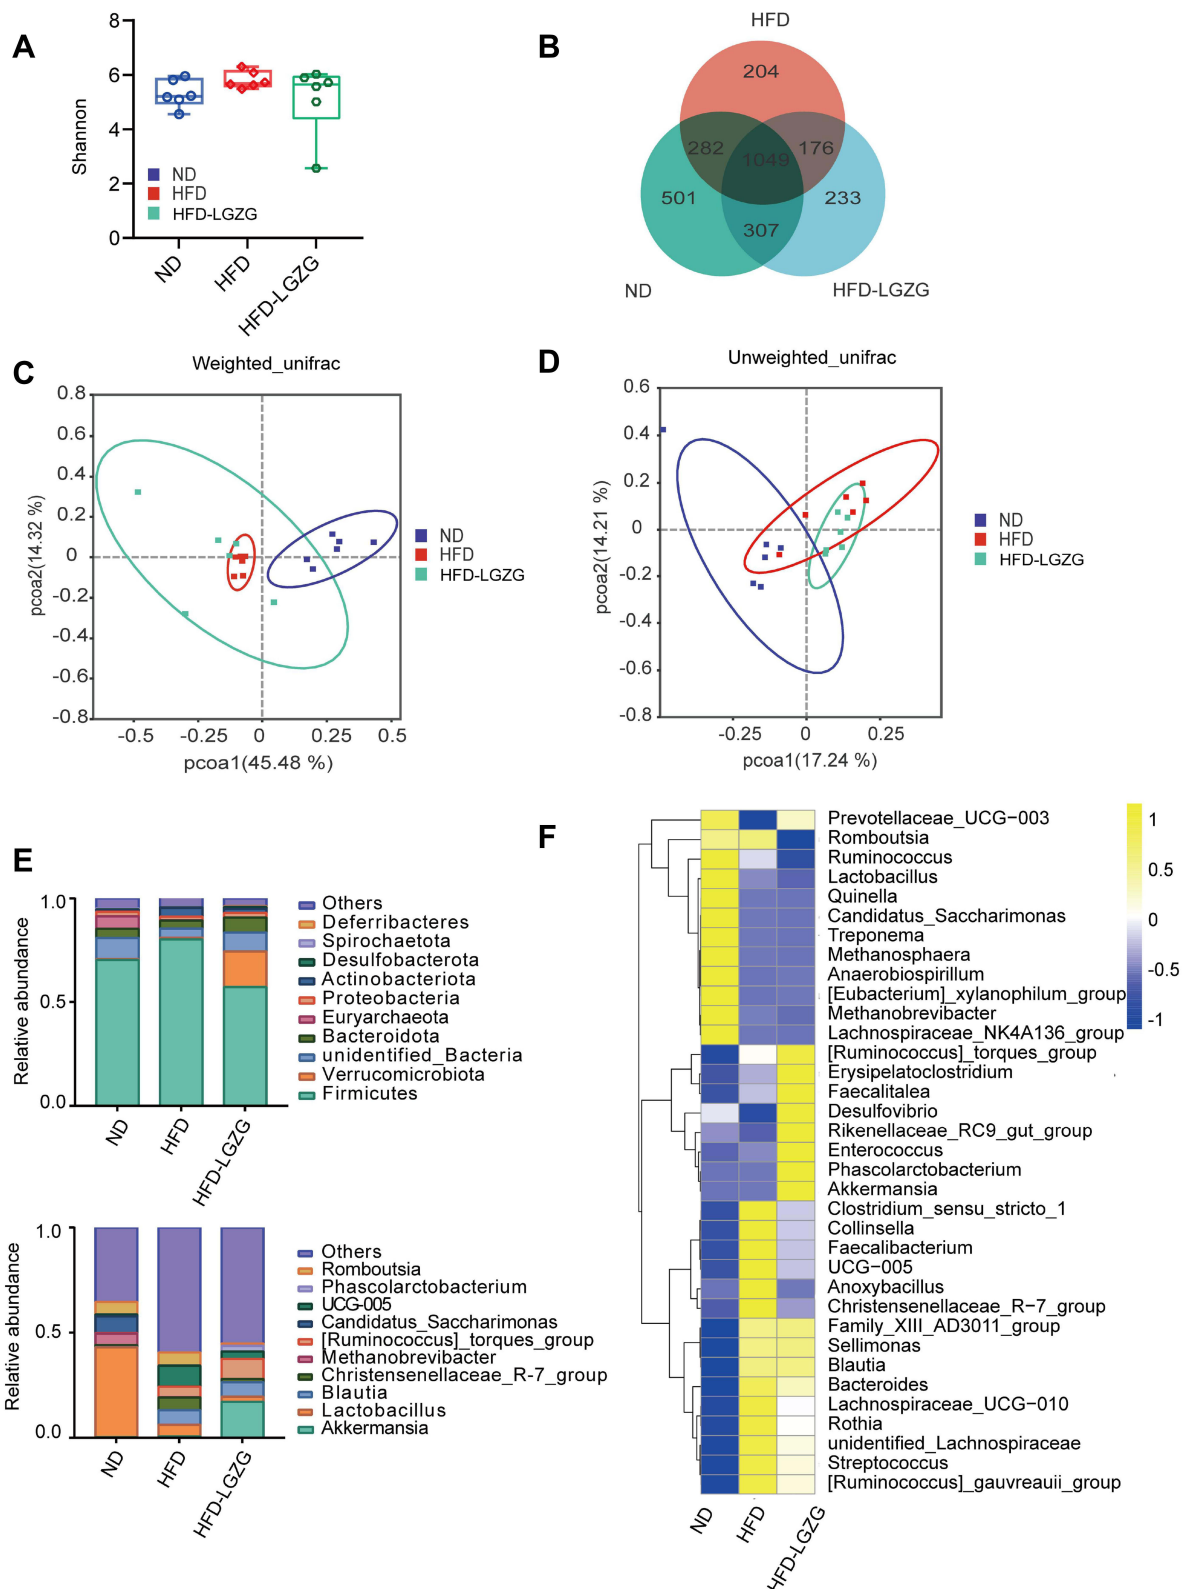 A
8
6
4
2
0
Shannon
ND
HFD
HFD-LGZG
ND
HFD
HFD-LGZG
B
HFD
204
282
1049
176
501
307
233
ND
HFD-LGZG
C
Weighted_unifrac
0.8
0.6
0.4
0.2
0
-0.2
-0.4
-0.6
-0.8
pcoa2(14.32 %)
-0.5
-0.25
0
0.25
0.5
pcoa1(45.48 %)
ND
HFD
HFD-LGZG
D
Unweighted_unifrac
0.6
0.4
0.2
0
-0.2
-0.4
-0.6
-0.8
pcoa2(14.21 %)
-0.25
0
0.25
pcoa1(17.24 %)
ND
HFD
HFD-LGZG
E
1.0
0.5
0.0
Relative abundance
ND
HFD
HFD-LGZG
Others
Deferribacteres
Spirochaetota
Desulfobacterota
Actinobacteriota
Proteobacteria
Euryarchaeota
Bacteroidota
unidentified_Bacteria
Verrucomicrobiota
Firmicutes
1.0
0.5
0.0
Relative abundance
ND
HFD
HFD-LGZG
Others
Romboutsia
Phascolarctobacterium
UCG-005
Candidatus_Saccharimonas
[Ruminococcus]_torques_group
Methanobrevibacter
Christensenellaceae_R-7_group
Blautia
Lactobacillus
Akkermansia
F
Prevotellaceae_UCG-003
Romboutsia
Ruminococcus
Lactobacillus
Quinella
Candidatus_Saccharimonas
Treponema
Methanosphaera
Anaerobiospirillum
[Eubacterium]_xylanophilum_group
Methanobrevibacter
Lachnospiraceae_NK4A136_group
[Ruminococcus]_torques_group
Erysipelatoclostridium
Faecalitalea
Desulfovibrio
Rikenellaceae_RC9_gut_group
Enterococcus
Phascolarctobacterium
Akkermansia
Clostridium_sensu_stricto_1
Collinsella
Faecalibacterium
UCG-005
Anoxybacillus
Christensenellaceae_R-7_group
Family_XIII_AD3011_group
Sellimonas
Blautia
Bacteroides
Lachnospiraceae_UCG-010
Rothia
unidentified_Lachnospiraceae
Streptococcus
[Ruminococcus]_gauvreauii_group
ND
HFD
HFD-LGZG
1
0.5
0
-0.5
-1